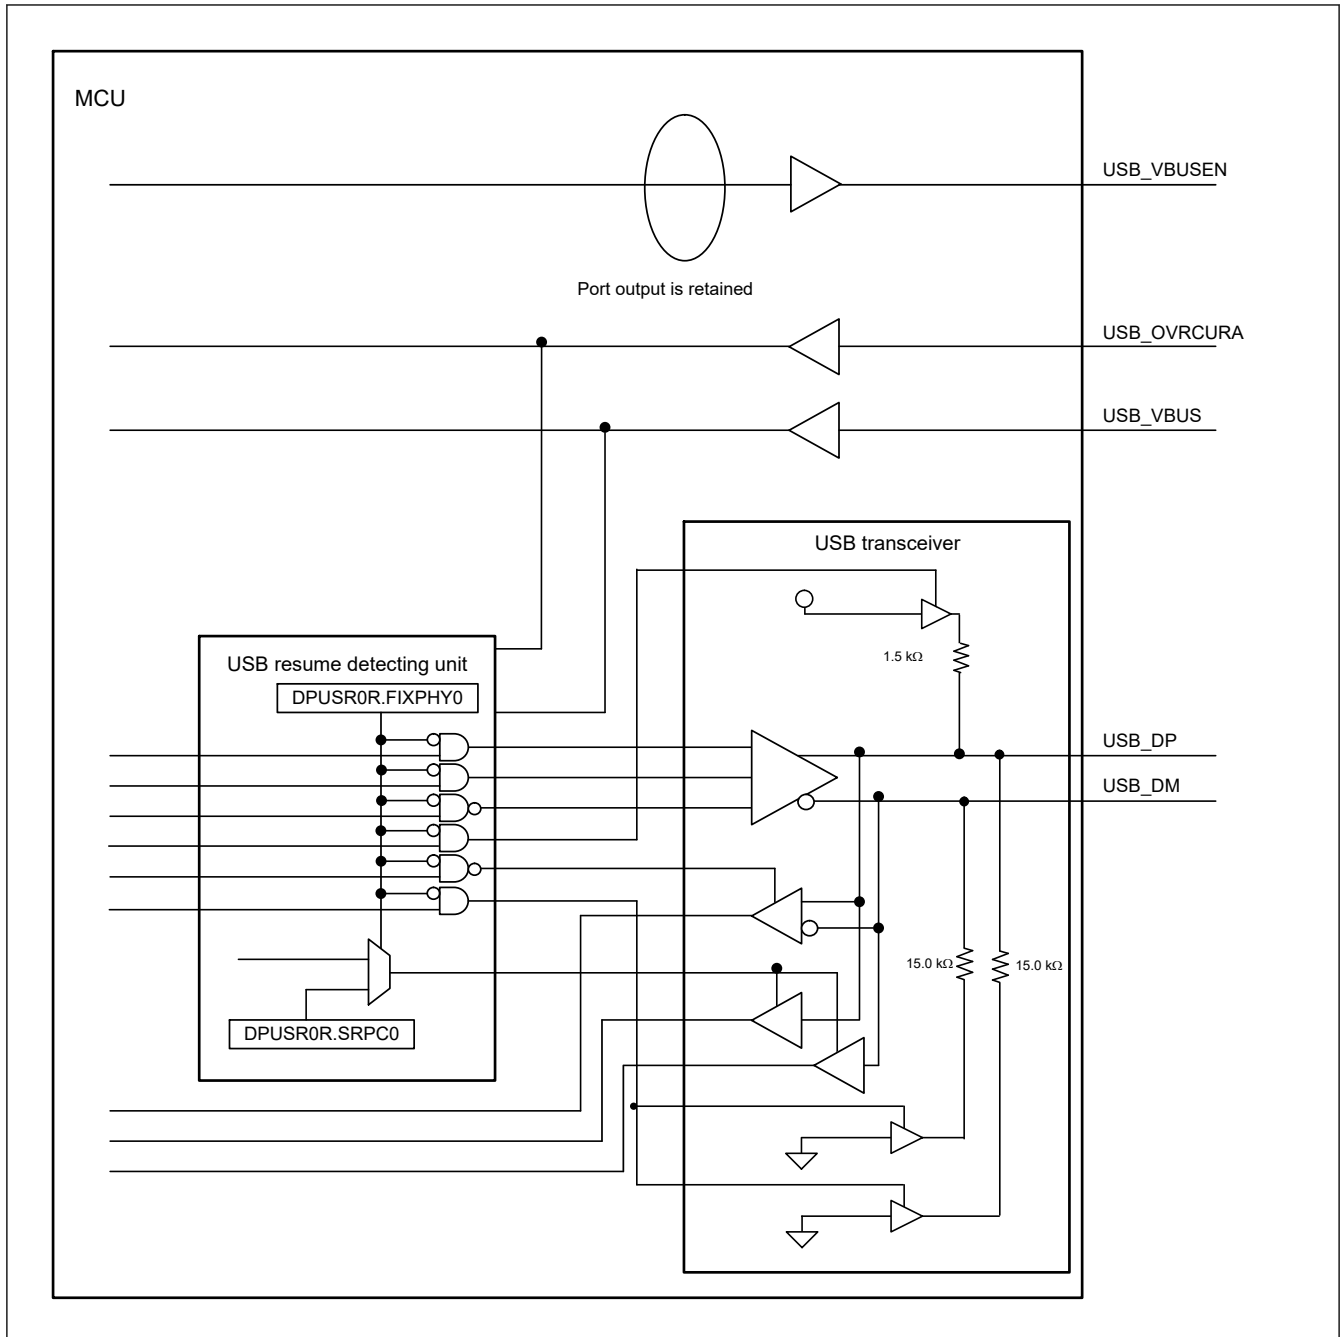 MCU
USB_VBUSEN
Port output is retained
USB_OVRCURA
USB_VBUS
USB transceiver
1.5 kΩ
USB resume detecting unit
DPUSR0R.FIXPHY0
USB_DP
USB_DM
15.0 kΩ
15.0 kΩ
DPUSR0R.SRPC0